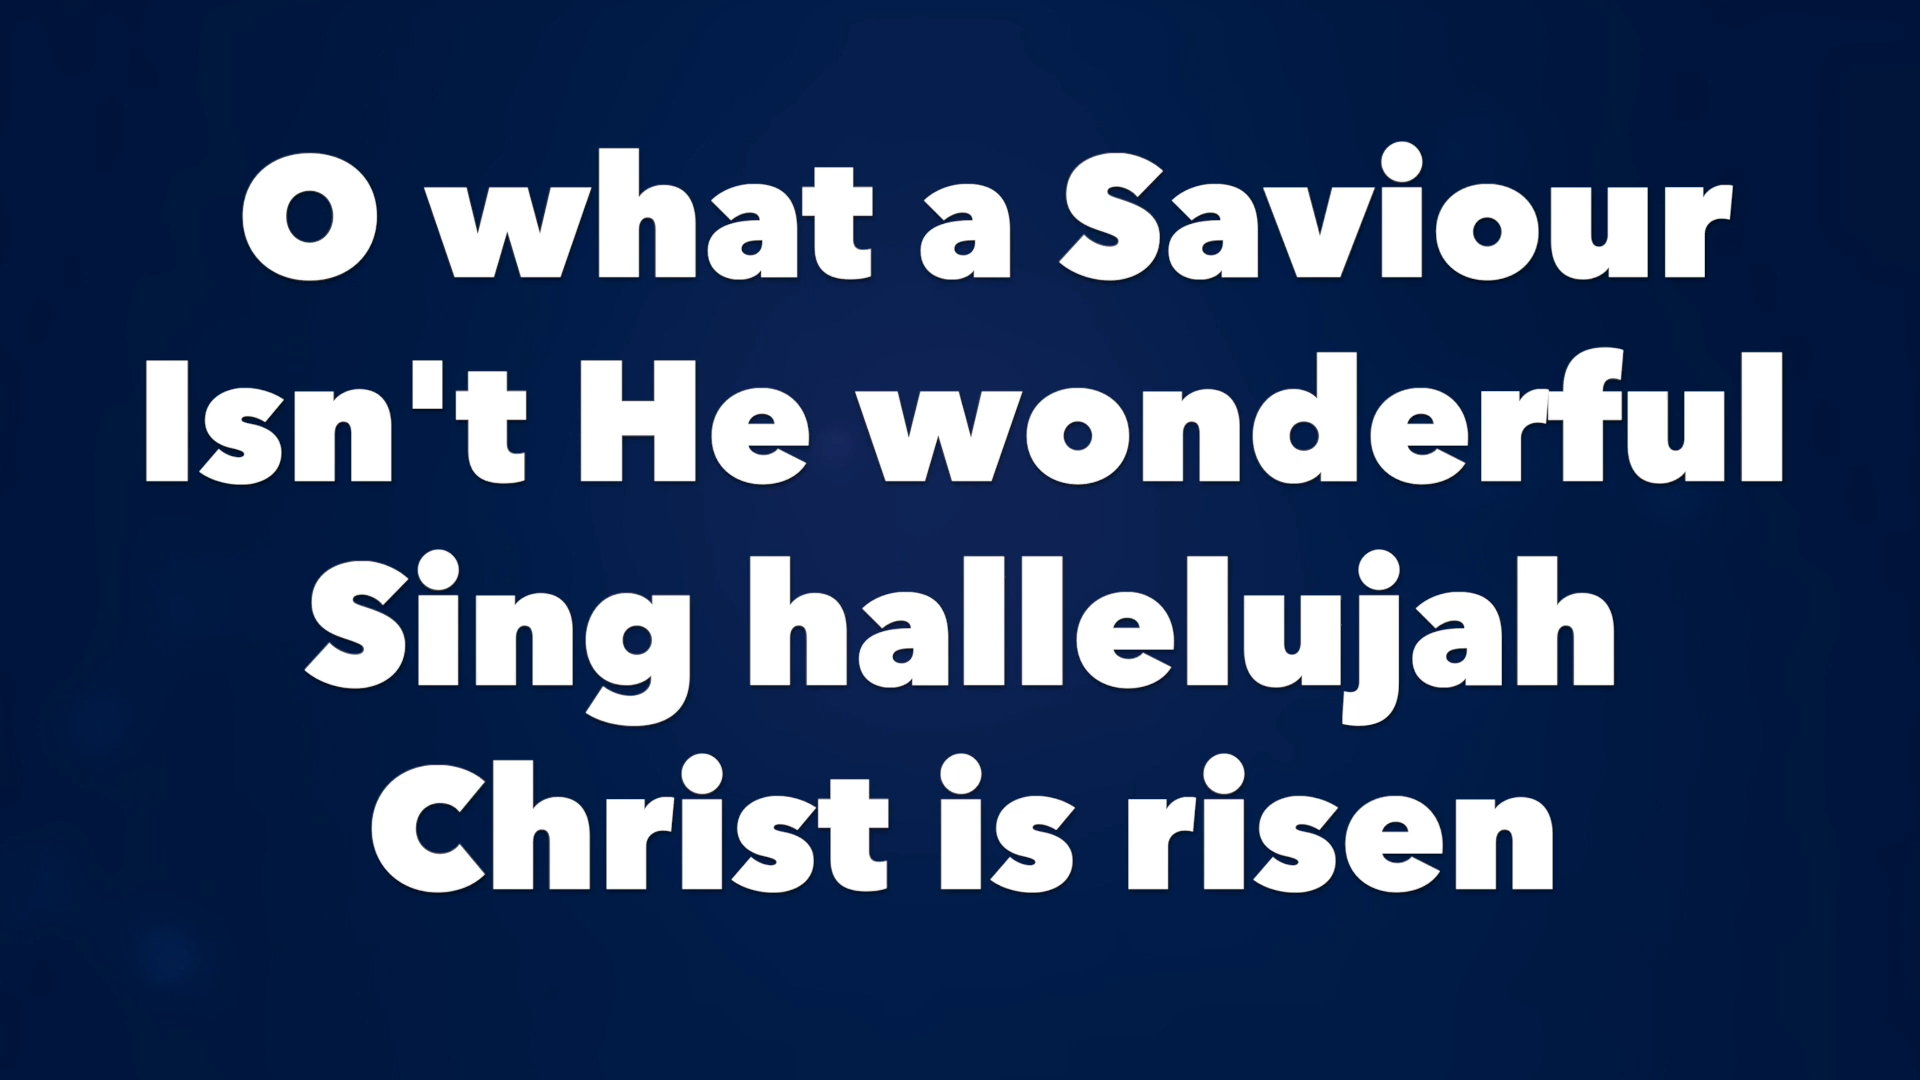 O what a Saviour
Isn't He wonderful
Sing hallelujah
Christ is risen